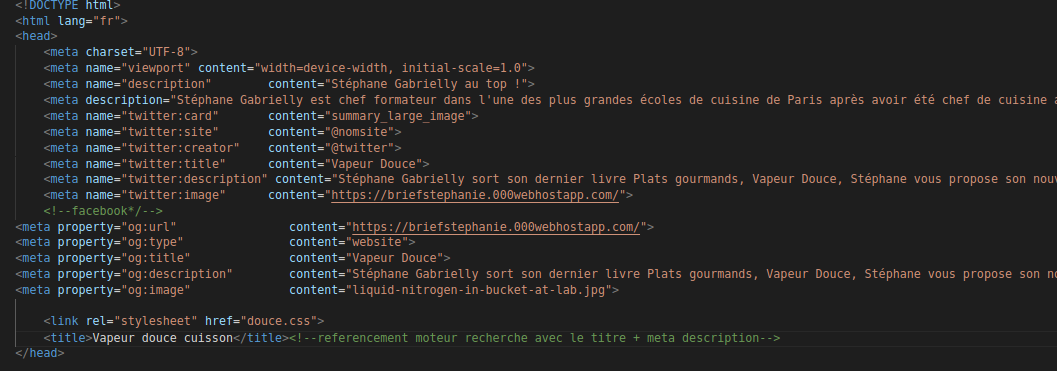 <!DOCTYPE html>
<html lang="fr">
<head>
<meta charset="UTF-8">
<meta name="viewport" content="width=device-width, initial-scale=1.0">
<meta name="description" content="Stéphane Gabrielly au top !">
<meta description="Stéphane Gabrielly est chef formateur dans l'une des plus grandes écoles de cuisine de Paris après avoir été chef de cuisine
<meta name="twitter:card" content="summary_large_image">
<meta name="twitter:site" content="@nomsite">
<meta name="twitter:creator" content="@twitter">
<meta name="twitter:title" content="Vapeur Douce">
<meta name="twitter:description" content="Stéphane Gabrielly sort son dernier livre Plats gourmands, Vapeur Douce, Stéphane vous propose son
<meta name="twitter:image" content="https://briefstephanie.000webhostapp.com/">
<!--facebook*/-->
<meta property="og:url" content="https://briefstephanie.000webhostapp.com/">
<meta property="og:type" content="website">
<meta property="og:title" content="Vapeur Douce">
<meta property="og:description" content="Stéphane Gabrielly sort son dernier livre Plats gourmands, Vapeur Douce, Stéphane vous propose son
<meta property="og:image" content="liquid-nitrogen-in-bucket-at-lab.jpg">
<link rel="stylesheet" href="douce.css">
<title>Vapeur douce cuisson</title><!--referencement moteur recherche avec le titre + meta description-->
</head>